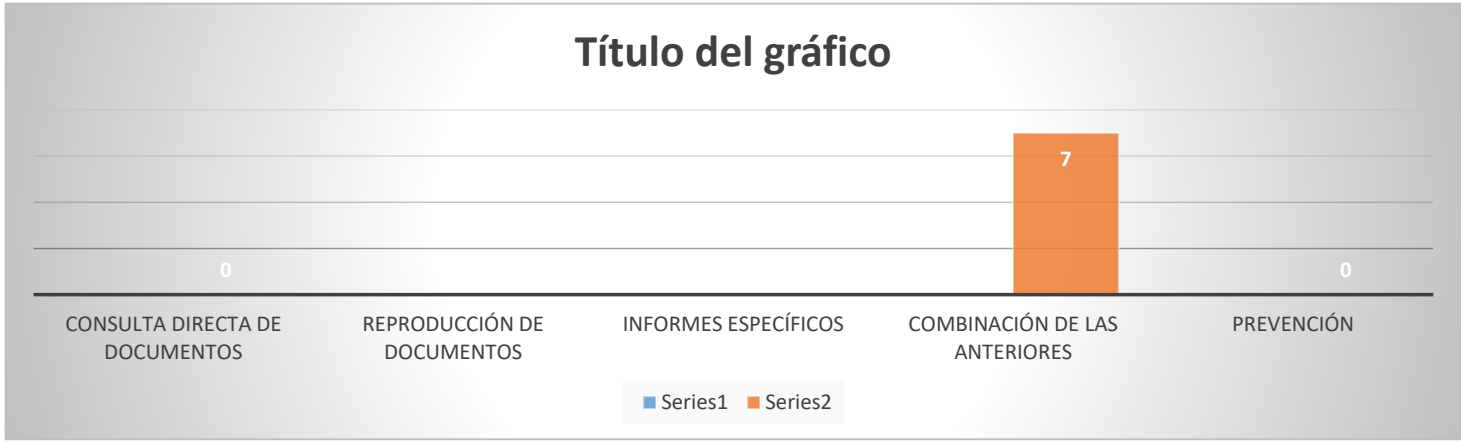 Título del gráfico
7
0
0
CONSULTA DIRECTA DE
DOCUMENTOS
REPRODUCCIÓN DE
DOCUMENTOS
INFORMES ESPECÍFICOS
COMBINACIÓN DE LAS
ANTERIORES
PREVENCIÓN
Series1
Series2